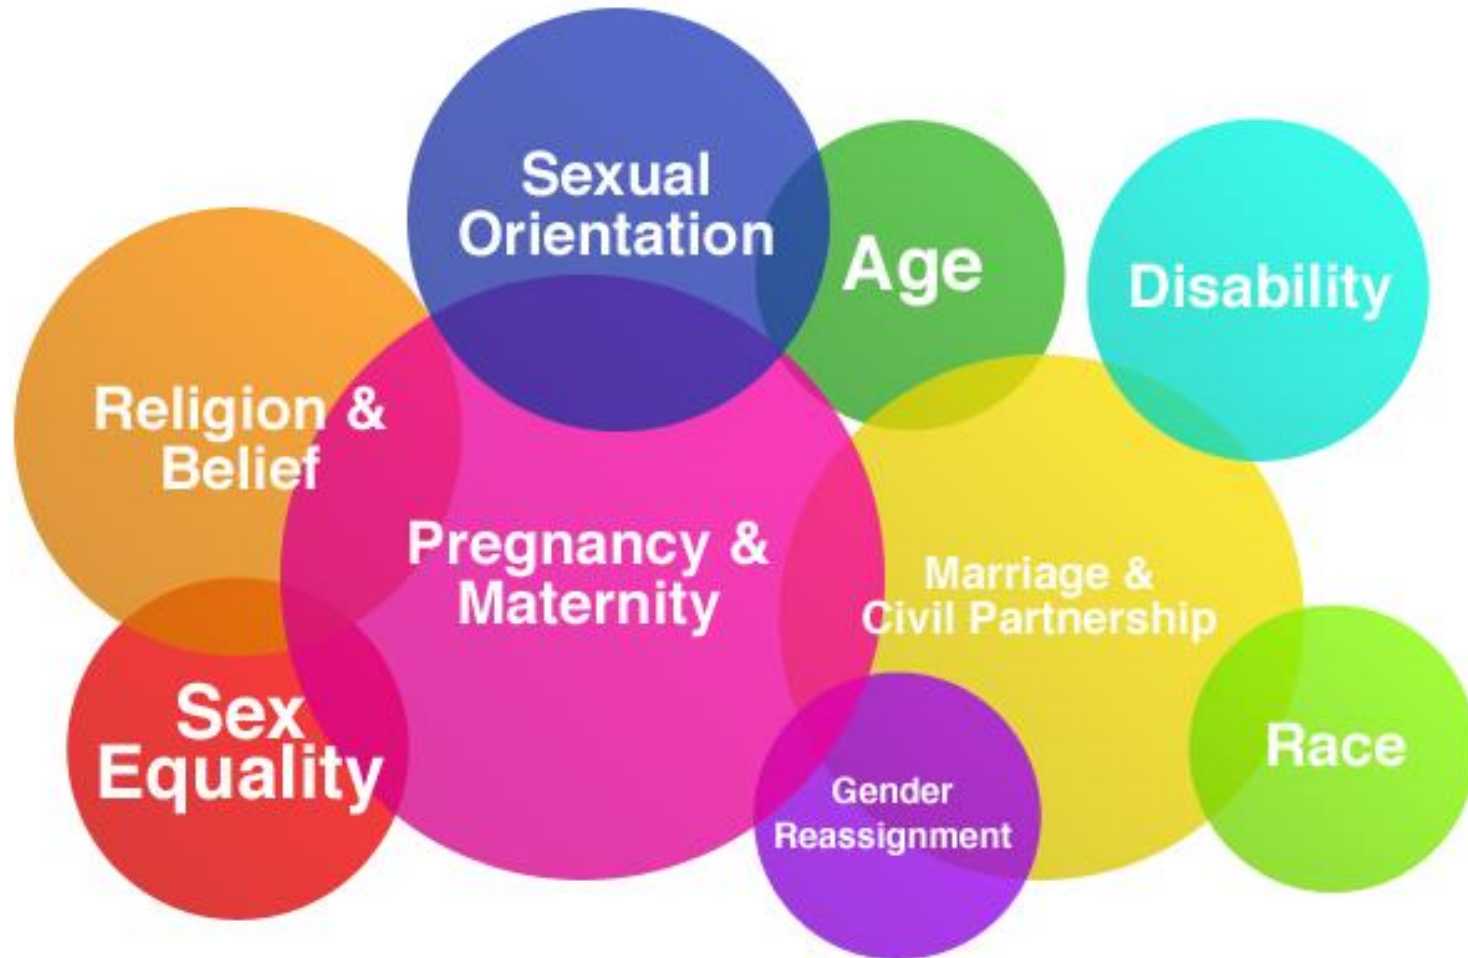 Sexual
Orientation
Age
Disability
Religion &
Belief
Pregnancy &
Maternity
Marriage &
Civil Partnership
Sex
Equality
Gender
Reassignment
Race